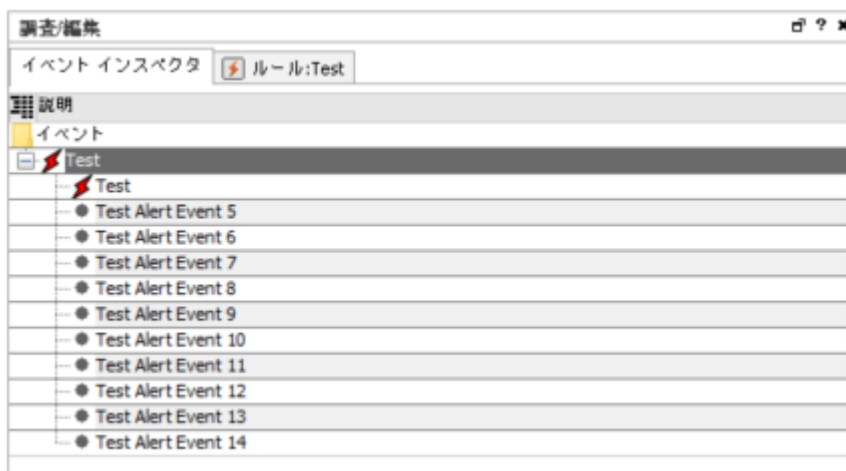 調査/編集
イベント インスペクタ ルール:Test
説明
イベント
Test
Test
Test Alert Event 5
Test Alert Event 6
Test Alert Event 7
Test Alert Event 8
Test Alert Event 9
Test Alert Event 10
Test Alert Event 11
Test Alert Event 12
Test Alert Event 13
Test Alert Event 14